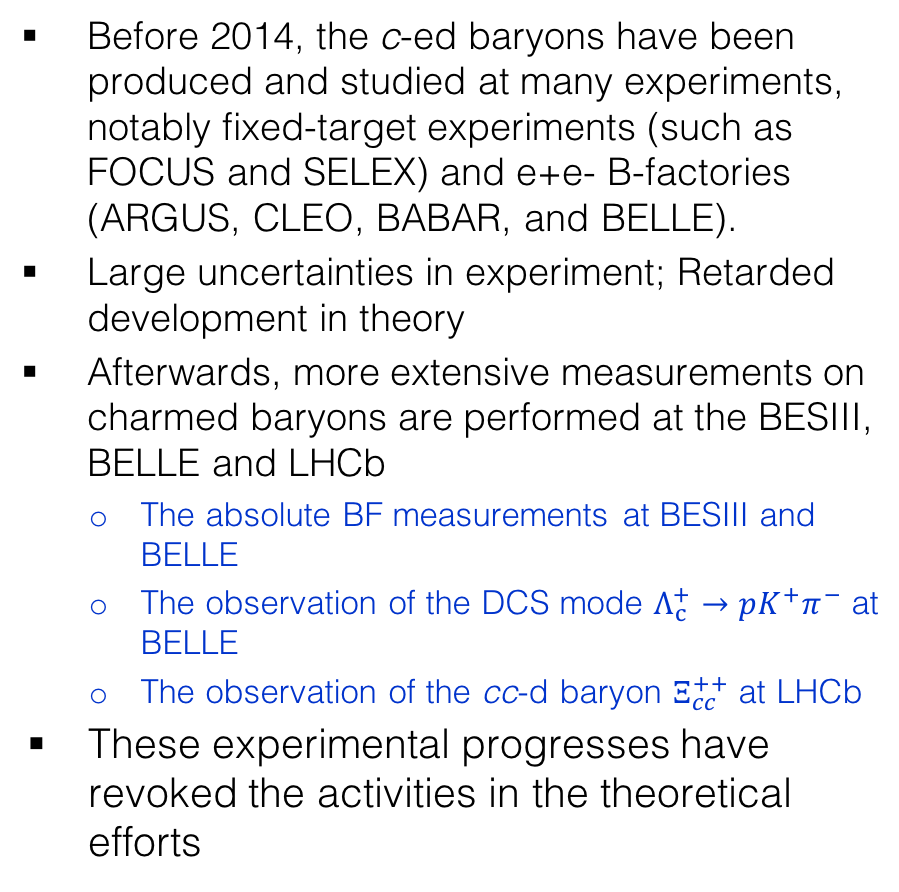 ▪ Before 2014, the c-ed baryons have been
produced and studied at many experiments,
notably fixed-target experiments (such as
FOCUS and SELEX) and e+e- B-factories
(ARGUS, CLEO, BABAR, and BELLE).
▪ Large uncertainties in experiment; Retarded
development in theory
▪ Afterwards, more extensive measurements on
charmed baryons are performed at the BESIII,
BELLE and LHCb
○ The absolute BF measurements at BESIII and
BELLE
○ The observation of the DCS mode Λ_c^+ → pK^+π^- at
BELLE
○ The observation of the cc-d baryon Ξ_cc^++ at LHCb
▪ These experimental progresses have
revoked the activities in the theoretical
efforts